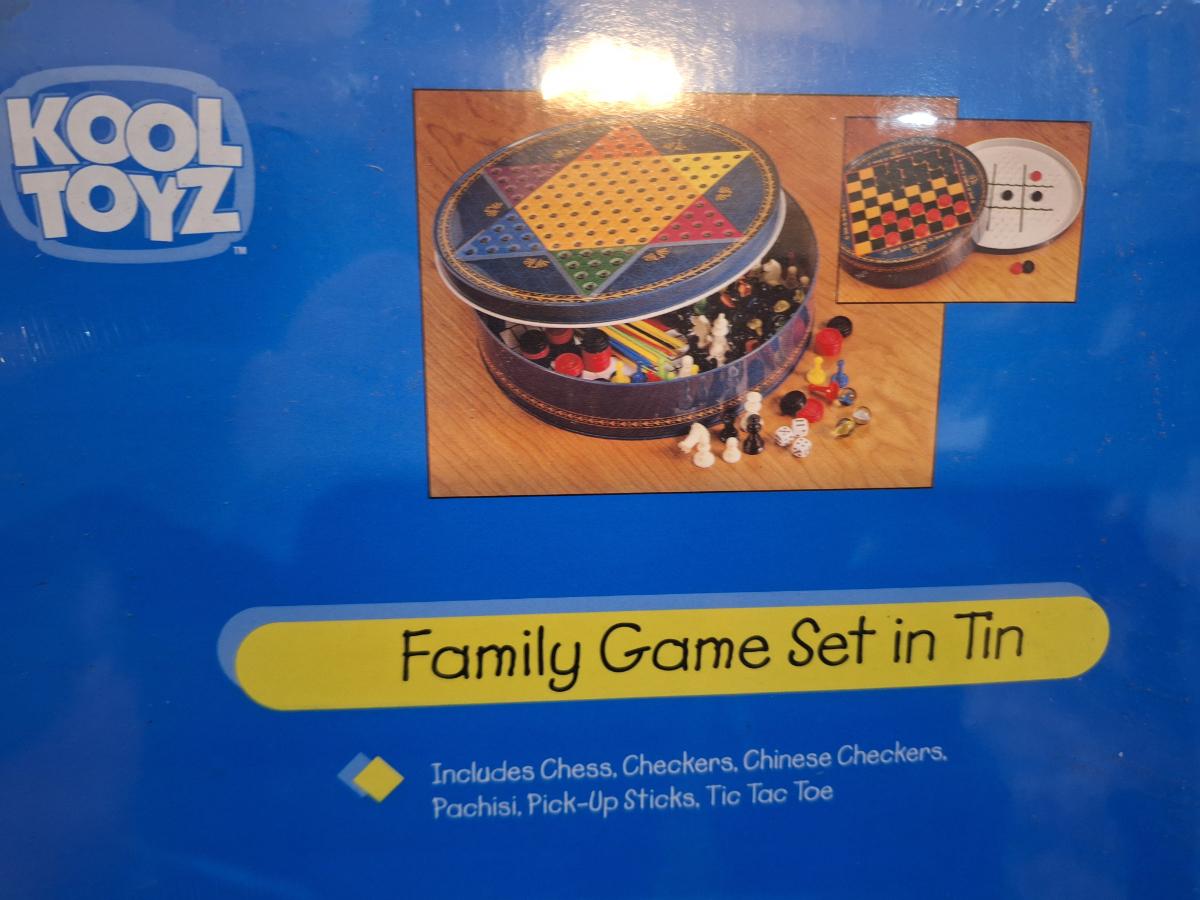 KOOL
TOYZ
™
Family Game Set in Tin
Includes Chess, Checkers, Chinese Checkers,
Pachisi, Pick-Up Sticks, Tic Tac Toe